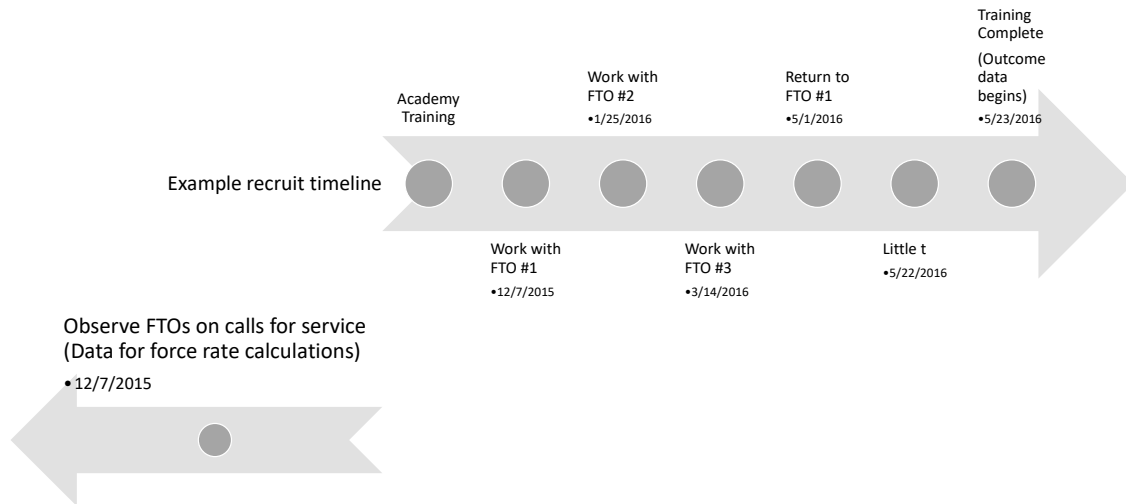 Training
Complete
(Outcome
data
begins)
•5/23/2016
Work with
FTO #2
•1/25/2016
Return to
FTO #1
•5/1/2016
Academy
Training
Example recruit timeline
Work with
FTO #1
•12/7/2015
Work with
FTO #3
•3/14/2016
Little t
•5/22/2016
Observe FTOs on calls for service
(Data for force rate calculations)
•12/7/2015